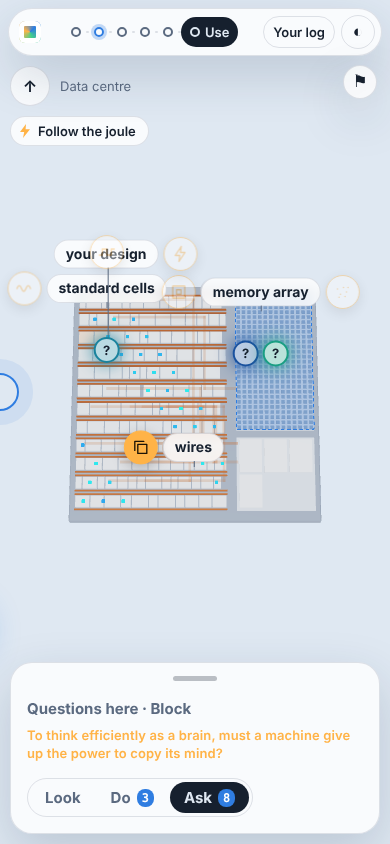 Use
Your log
Data centre
Follow the joule
your design
standard cells
memory array
?
? ?
wires
Questions here · Block
To think efficiently as a brain, must a machine give
up the power to copy its mind?
Look
Do 3
Ask 8